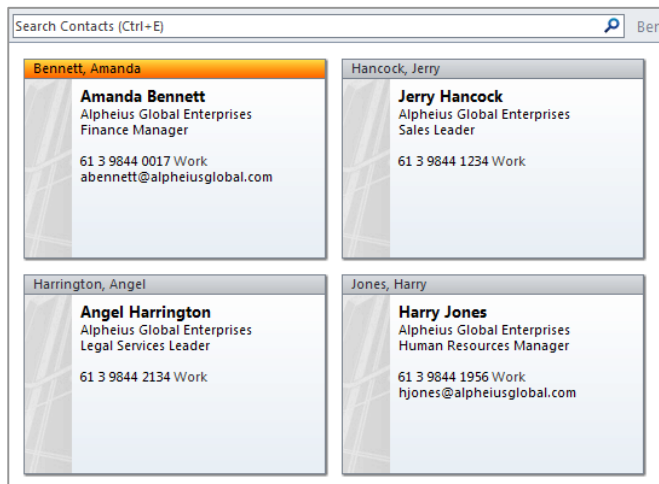 Search Contacts (Ctrl+E)
Ben
Bennett, Amanda
Amanda Bennett
Alpheius Global Enterprises
Finance Manager
61 3 9844 0017 Work
abennett@alpheiusglobal.com
Hancock, Jerry
Jerry Hancock
Alpheius Global Enterprises
Sales Leader
61 3 9844 1234 Work
Harrington, Angel
Angel Harrington
Alpheius Global Enterprises
Legal Services Leader
61 3 9844 2134 Work
Jones, Harry
Harry Jones
Alpheius Global Enterprises
Human Resources Manager
61 3 9844 1956 Work
hjones@alpheiusglobal.com